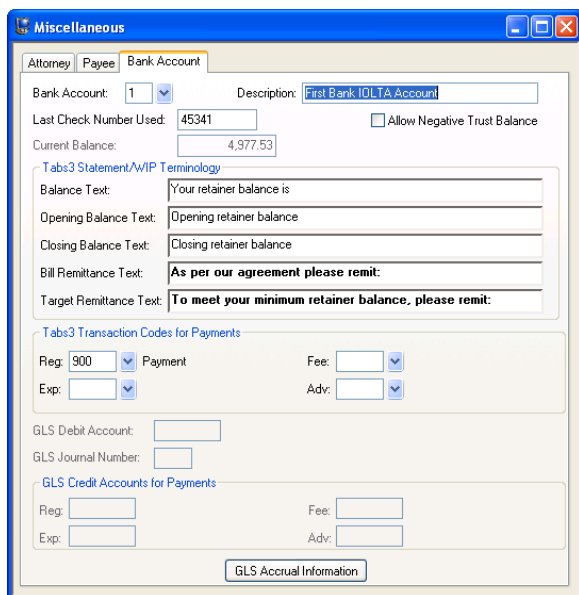 Miscellaneous
Attorney Payee Bank Account
Bank Account: 1 Description: First Bank IOLTA Account
Last Check Number Used: 45341 Allow Negative Trust Balance
Current Balance: 4,977.53
Tabs3 Statement/WIP Terminology
Balance Text: Your retainer balance is
Opening Balance Text: Opening retainer balance
Closing Balance Text: Closing retainer balance
Bill Remittance Text: As per our agreement please remit:
Target Remittance Text: To meet your minimum retainer balance, please remit:
Tabs3 Transaction Codes for Payments
Reg: 900 Payment Fee:
Exp: Adv:
GLS Debit Account:
GLS Journal Number:
GLS Credit Accounts for Payments
Reg: Fee:
Exp: Adv:
GLS Accrual Information